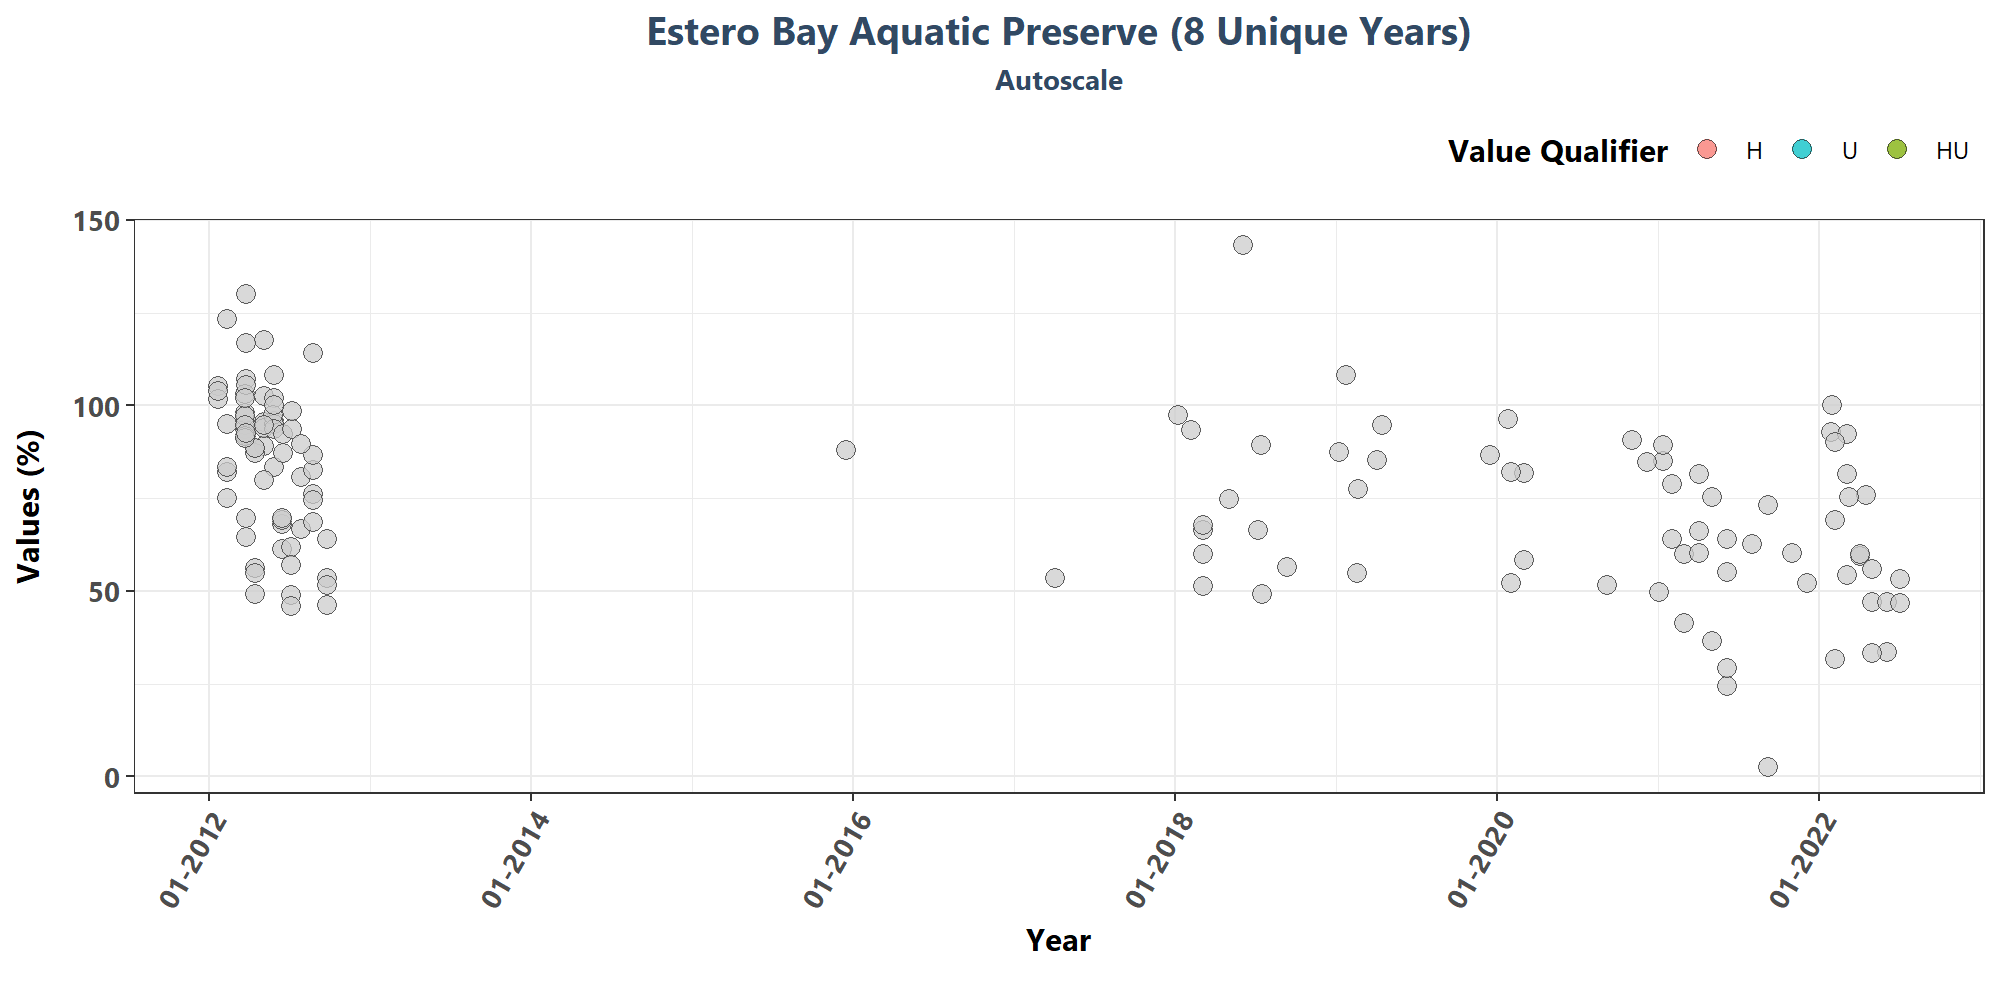 Estero Bay Aquatic Preserve (8 Unique Years)
Autoscale
Value Qualifier H U HU
150
100
50
0
Values (%)
01-2012 01-2014 01-2016 01-2018 01-2020 01-2022
Year